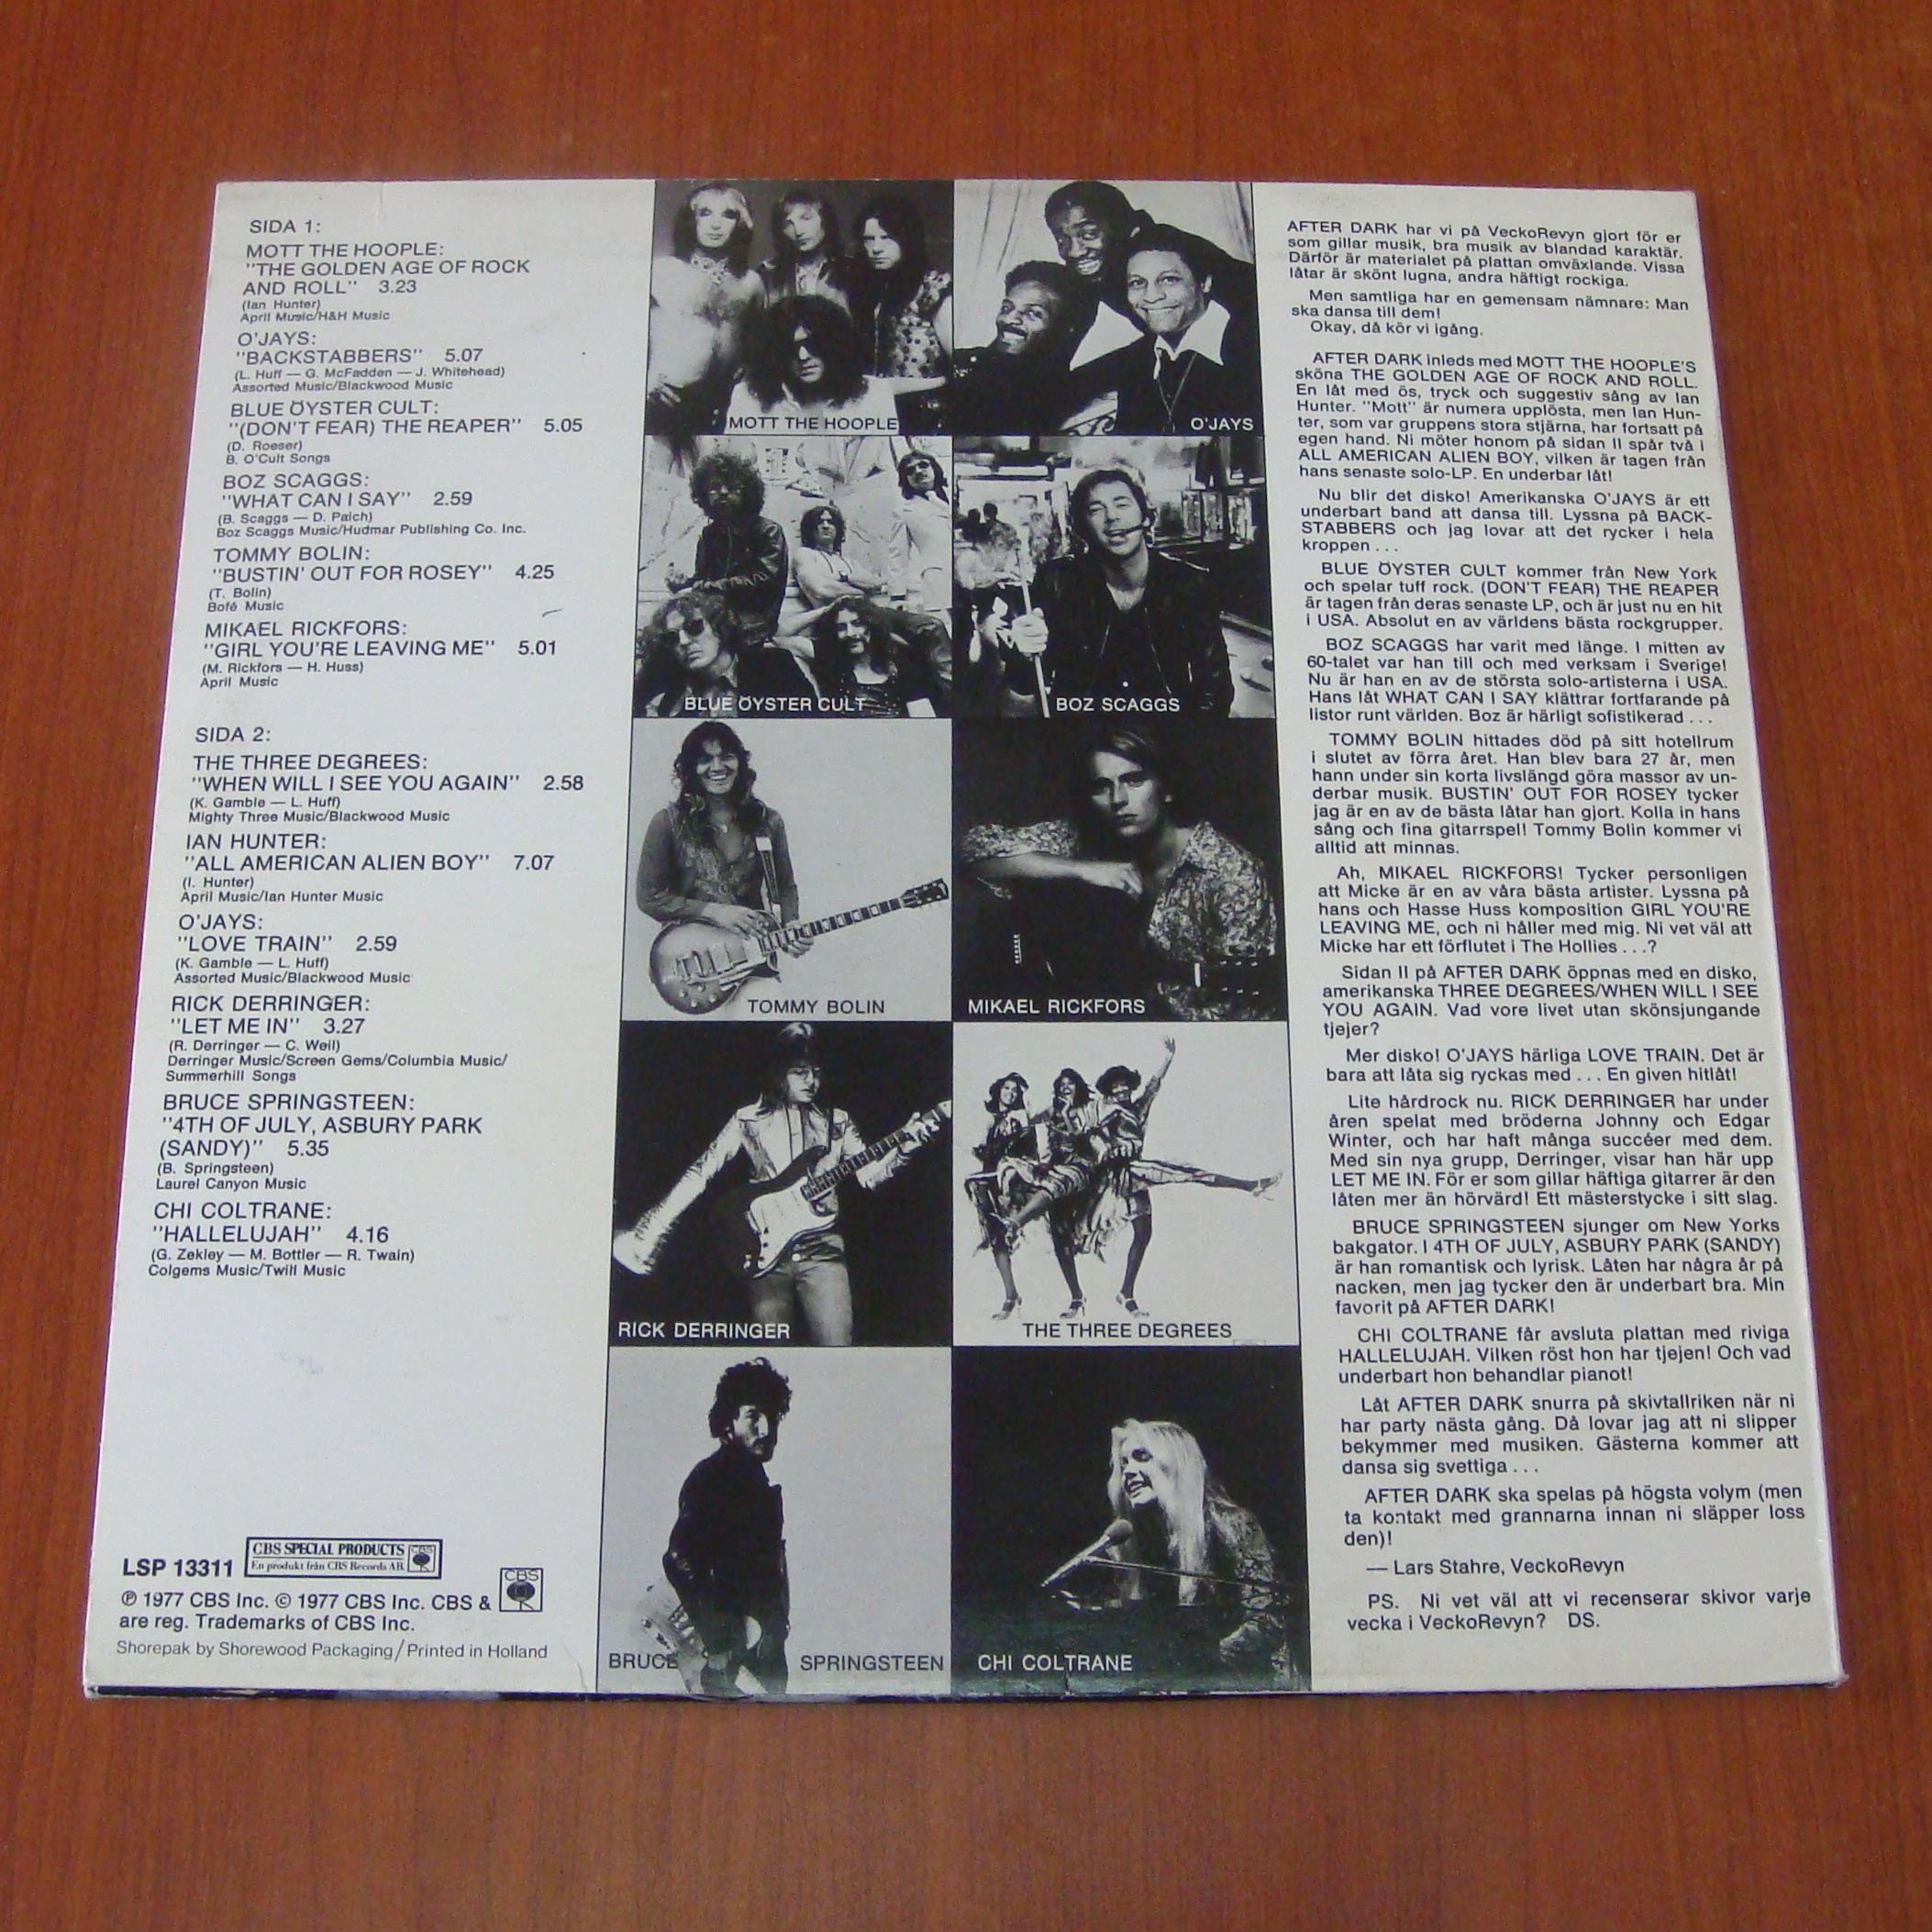 SIDA 1:
MOTT THE HOOPLE:
"THE GOLDEN AGE OF ROCK
AND ROLL" 3.23
(Ian Hunter)
April Music/H&H Music
O'JAYS:
"BACKSTABBERS" 5.07
(L. Huff — G. McFadden — J. Whitehead)
Assorted Music/Blackwood Music
BLUE ÖYSTER CULT:
"(DON'T FEAR) THE REAPER" 5.05
(D. Roeser)
B. O'Cult Songs
BOZ SCAGGS:
"WHAT CAN I SAY" 2.59
(B. Scaggs — D. Paich)
Boz Scaggs Music/Hudmar Publishing Co. Inc.
TOMMY BOLIN:
"BUSTIN' OUT FOR ROSEY" 4.25
(T. Bolin)
Bofé Music
MIKAEL RICKFORS:
"GIRL YOU'RE LEAVING ME" 5.01
(M. Rickfors — H. Huss)
April Music
SIDA 2:
THE THREE DEGREES:
"WHEN WILL I SEE YOU AGAIN" 2.58
(K. Gamble — L. Huff)
Mighty Three Music/Blackwood Music
IAN HUNTER:
"ALL AMERICAN ALIEN BOY" 7.07
(I. Hunter)
April Music/Ian Hunter Music
O'JAYS:
"LOVE TRAIN" 2.59
(K. Gamble — L. Huff)
Assorted Music/Blackwood Music
RICK DERRINGER:
"LET ME IN" 3.27
(R. Derringer — C. Weil)
Derringer Music/Screen Gems/Columbia Music/
Summerhill Songs
BRUCE SPRINGSTEEN:
"4TH OF JULY, ASBURY PARK
(SANDY)" 5.35
(B. Springsteen)
Laurel Canyon Music
CHI COLTRANE:
"HALLELUJAH" 4.16
(G. Zekley — M. Bottler — R. Twain)
Colgems Music/Twill Music
LSP 13311
CBS SPECIAL PRODUCTS
En produkt från CBS Records AB.
CBS
℗ 1977 CBS Inc. © 1977 CBS Inc. CBS &
CBS
are reg. Trademarks of CBS Inc.
Shorepak by Shorewood Packaging/Printed in Holland
MOTT THE HOOPLE
O'JAYS
BLUE ÖYSTER CULT
BOZ SCAGGS
TOMMY BOLIN
MIKAEL RICKFORS
RICK DERRINGER
THE THREE DEGREES
BRUCE SPRINGSTEEN
CHI COLTRANE
AFTER DARK har vi på VeckoRevyn gjort för er
som gillar musik, bra musik av blandad karaktär.
Därför är materialet på plattan omväxlande. Vissa
låtar är skönt lugna, andra häftigt rockiga.
Men samtliga har en gemensam nämnare: Man
ska dansa till dem!
Okay, då kör vi igång.
AFTER DARK inleds med MOTT THE HOOPLE'S
sköna THE GOLDEN AGE OF ROCK AND ROLL.
En låt med ös, tryck och suggestiv sång av Ian
Hunter. "Mott" är numera upplösta, men Ian Hun-
ter, som var gruppens stora stjärna, har fortsatt på
egen hand. Ni möter honom på sidan II spår två i
ALL AMERICAN ALIEN BOY, vilken är tagen från
hans senaste solo-LP. En underbar låt!
Nu blir det disko! Amerikanska O'JAYS är ett
underbart band att dansa till. Lyssna på BACK-
STABBERS och jag lovar att det rycker i hela
kroppen . . .
BLUE ÖYSTER CULT kommer från New York
och spelar tuff rock. (DON'T FEAR) THE REAPER
är tagen från deras senaste LP, och är just nu en hit
i USA. Absolut en av världens bästa rockgrupper.
BOZ SCAGGS har varit med länge. I mitten av
60-talet var han till och med verksam i Sverige!
Nu är han en av de största solo-artisterna i USA.
Hans låt WHAT CAN I SAY klättrar fortfarande på
listor runt världen. Boz är härligt sofistikerad . . .
TOMMY BOLIN hittades död på sitt hotellrum
i slutet av förra året. Han blev bara 27 år, men
hann under sin korta livslängd göra massor av un-
derbar musik. BUSTIN' OUT FOR ROSEY tycker
jag är en av de bästa låtar han gjort. Kolla in hans
sång och fina gitarrspel! Tommy Bolin kommer vi
alltid att minnas.
Ah, MIKAEL RICKFORS! Tycker personligen
att Micke är en av våra bästa artister. Lyssna på
hans och Hasse Huss komposition GIRL YOU'RE
LEAVING ME, och ni håller med mig. Ni vet väl att
Micke har ett förflutet i The Hollies . . .?
Sidan II på AFTER DARK öppnas med en disko,
amerikanska THREE DEGREES/WHEN WILL I SEE
YOU AGAIN. Vad vore livet utan skönsjungande
tjejer?
Mer disko! O'JAYS härliga LOVE TRAIN. Det är
bara att låta sig ryckas med . . . En given hitlåt!
Lite hårdrock nu. RICK DERRINGER har under
åren spelat med bröderna Johnny och Edgar
Winter, och har haft många succéer med dem.
Med sin nya grupp, Derringer, visar han här upp
LET ME IN. För er som gillar häftiga gitarrer är den
låten mer än hörvärd! Ett mästerstycke i sitt slag.
BRUCE SPRINGSTEEN sjunger om New Yorks
bakgator. I 4TH OF JULY, ASBURY PARK (SANDY)
är han romantisk och lyrisk. Låten har några år på
nacken, men jag tycker den är underbart bra. Min
favorit på AFTER DARK!
CHI COLTRANE får avsluta plattan med riviga
HALLELUJAH. Vilken röst hon har tjejen! Och vad
underbart hon behandlar pianot!
Låt AFTER DARK snurra på skivtallriken när ni
har party nästa gång. Då lovar jag att ni slipper
bekymmer med musiken. Gästerna kommer att
dansa sig svettiga . . .
AFTER DARK ska spelas på högsta volym (men
ta kontakt med grannarna innan ni släpper loss
den)!
— Lars Stahre, VeckoRevyn
PS. Ni vet väl att vi recenserar skivor varje
vecka i VeckoRevyn? DS.